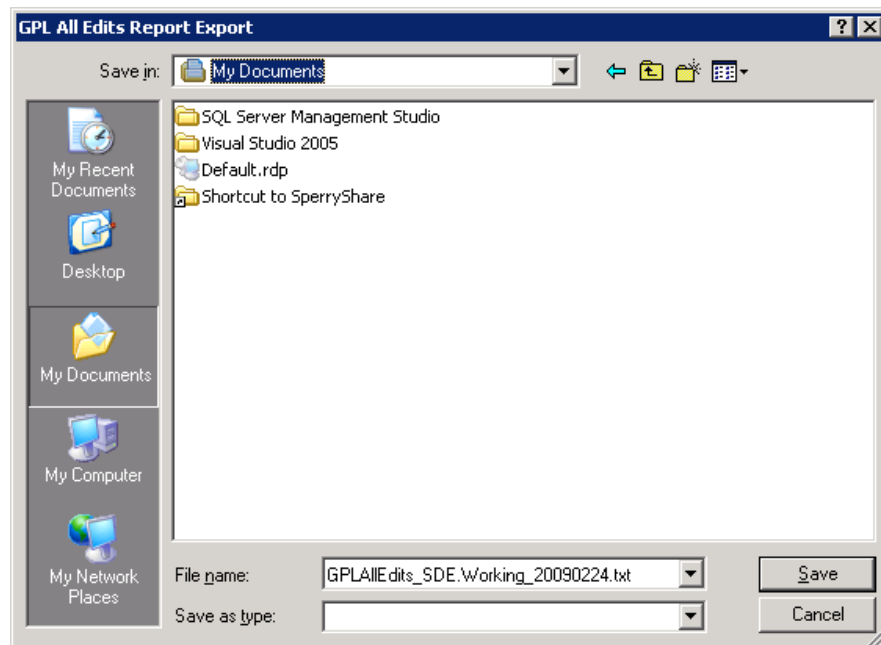 GPL All Edits Report Export
Save in:
My Documents
My Recent
Documents
Desktop
My Documents
My Computer
My Network
Places
SQL Server Management Studio
Visual Studio 2005
Default.rdp
Shortcut to SperryShare
File name:
GPLAllEdits_SDE.Working_20090224.txt
Save
Save as type:
Cancel